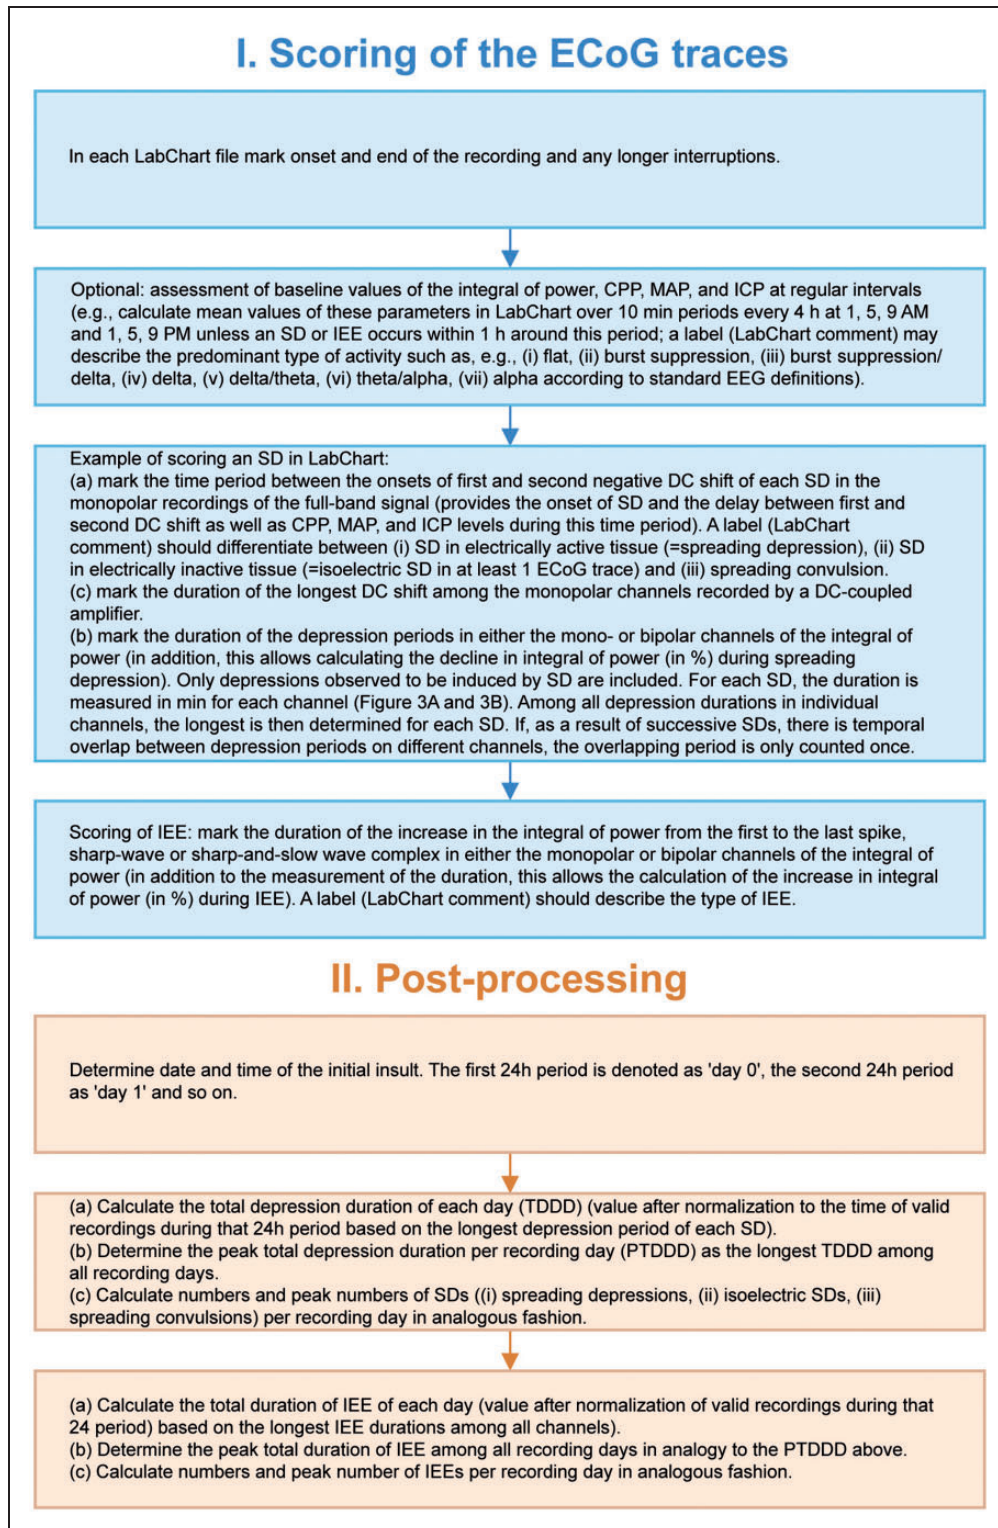 I. Scoring of the ECoG traces
In each LabChart file mark onset and end of the recording and any longer interruptions.
Optional: assessment of baseline values of the integral of power, CPP, MAP, and ICP at regular intervals
(e.g., calculate mean values of these parameters in LabChart over 10 min periods every 4 h at 1, 5, 9 AM
and 1, 5, 9 PM unless an SD or IEE occurs within 1 h around this period; a label (LabChart comment) may
describe the predominant type of activity such as, e.g., (i) flat, (ii) burst suppression, (iii) burst suppression/
delta, (iv) delta, (v) delta/theta, (vi) theta/alpha, (vii) alpha according to standard EEG definitions).
Example of scoring an SD in LabChart:
(a) mark the time period between the onsets of first and second negative DC shift of each SD in the
monopolar recordings of the full-band signal (provides the onset of SD and the delay between first and
second DC shift as well as CPP, MAP, and ICP levels during this time period). A label (LabChart
comment) should differentiate between (i) SD in electrically active tissue (=spreading depression), (ii) SD
in electrically inactive tissue (=isoelectric SD in at least 1 ECoG trace) and (iii) spreading convulsion.
(c) mark the duration of the longest DC shift among the monopolar channels recorded by a DC-coupled
amplifier.
(b) mark the duration of the depression periods in either the mono- or bipolar channels of the integral of
power (in addition, this allows calculating the decline in integral of power (in %) during spreading
depression). Only depressions observed to be induced by SD are included. For each SD, the duration is
measured in min for each channel (Figure 3A and 3B). Among all depression durations in individual
channels, the longest is then determined for each SD. If, as a result of successive SDs, there is temporal
overlap between depression periods on different channels, the overlapping period is only counted once.
Scoring of IEE: mark the duration of the increase in the integral of power from the first to the last spike,
sharp-wave or sharp-and-slow wave complex in either the monopolar or bipolar channels of the integral of
power (in addition to the measurement of the duration, this allows the calculation of the increase in integral
of power (in %) during IEE). A label (LabChart comment) should describe the type of IEE.
II. Post-processing
Determine date and time of the initial insult. The first 24h period is denoted as 'day 0', the second 24h period
as 'day 1' and so on.
(a) Calculate the total depression duration of each day (TDDD) (value after normalization to the time of valid
recordings during that 24h period based on the longest depression period of each SD).
(b) Determine the peak total depression duration per recording day (PTDDD) as the longest TDDD among
all recording days.
(c) Calculate numbers and peak numbers of SDs ((i) spreading depressions, (ii) isoelectric SDs, (iii)
spreading convulsions) per recording day in analogous fashion.
(a) Calculate the total duration of IEE of each day (value after normalization of valid recordings during that
24 period) based on the longest IEE durations among all channels).
(b) Determine the peak total duration of IEE among all recording days in analogy to the PTDDD above.
(c) Calculate numbers and peak number of IEEs per recording day in analogous fashion.